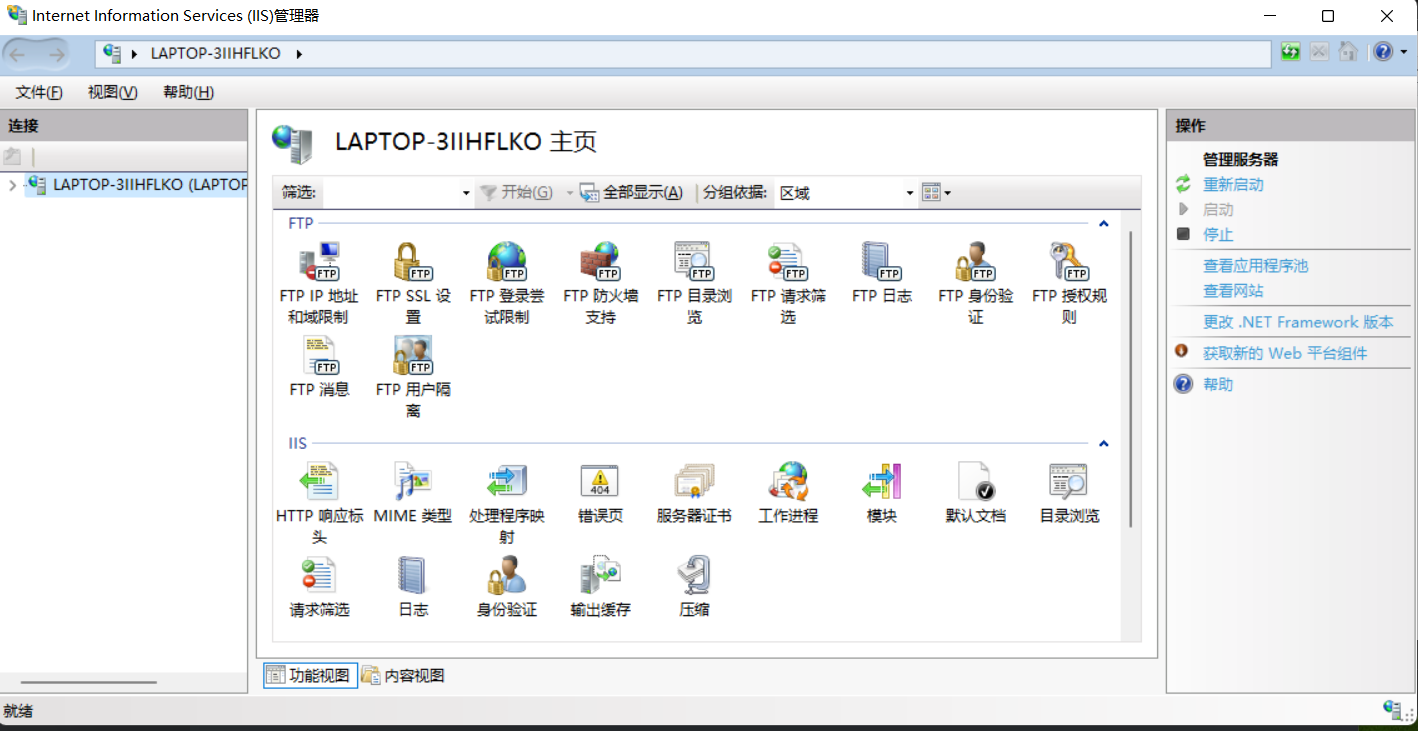 Internet Information Services (IIS)管理器
LAPTOP-3IIHFLKO
文件(F) 视图(V) 帮助(H)
连接
LAPTOP-3IIHFLKO (LAPTOP
LAPTOP-3IIHFLKO 主页
筛选: 开始(G) 全部显示(A) 分组依据: 区域
FTP
FTP IP 地址和域限制
FTP SSL 设置
FTP 登录尝试限制
FTP 防火墙支持
FTP 目录浏览
FTP 请求筛选
FTP 日志
FTP 身份验证
FTP 授权规则
FTP 消息
FTP 用户隔离
IIS
HTTP 响应标头
MIME 类型
处理程序映射
错误页
404
服务器证书
工作进程
模块
默认文档
目录浏览
请求筛选
日志
身份验证
输出缓存
压缩
功能视图 内容视图
操作
管理服务器
重新启动
启动
停止
查看应用程序池
查看网站
更改 .NET Framework 版本
获取新的 Web 平台组件
帮助
就绪